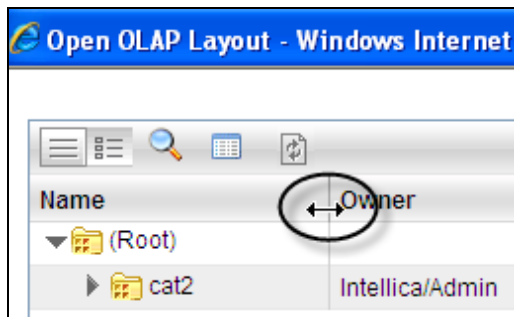 Open OLAP Layout - Windows Internet
Name Owner
(Root)
cat2 Intellica/Admin